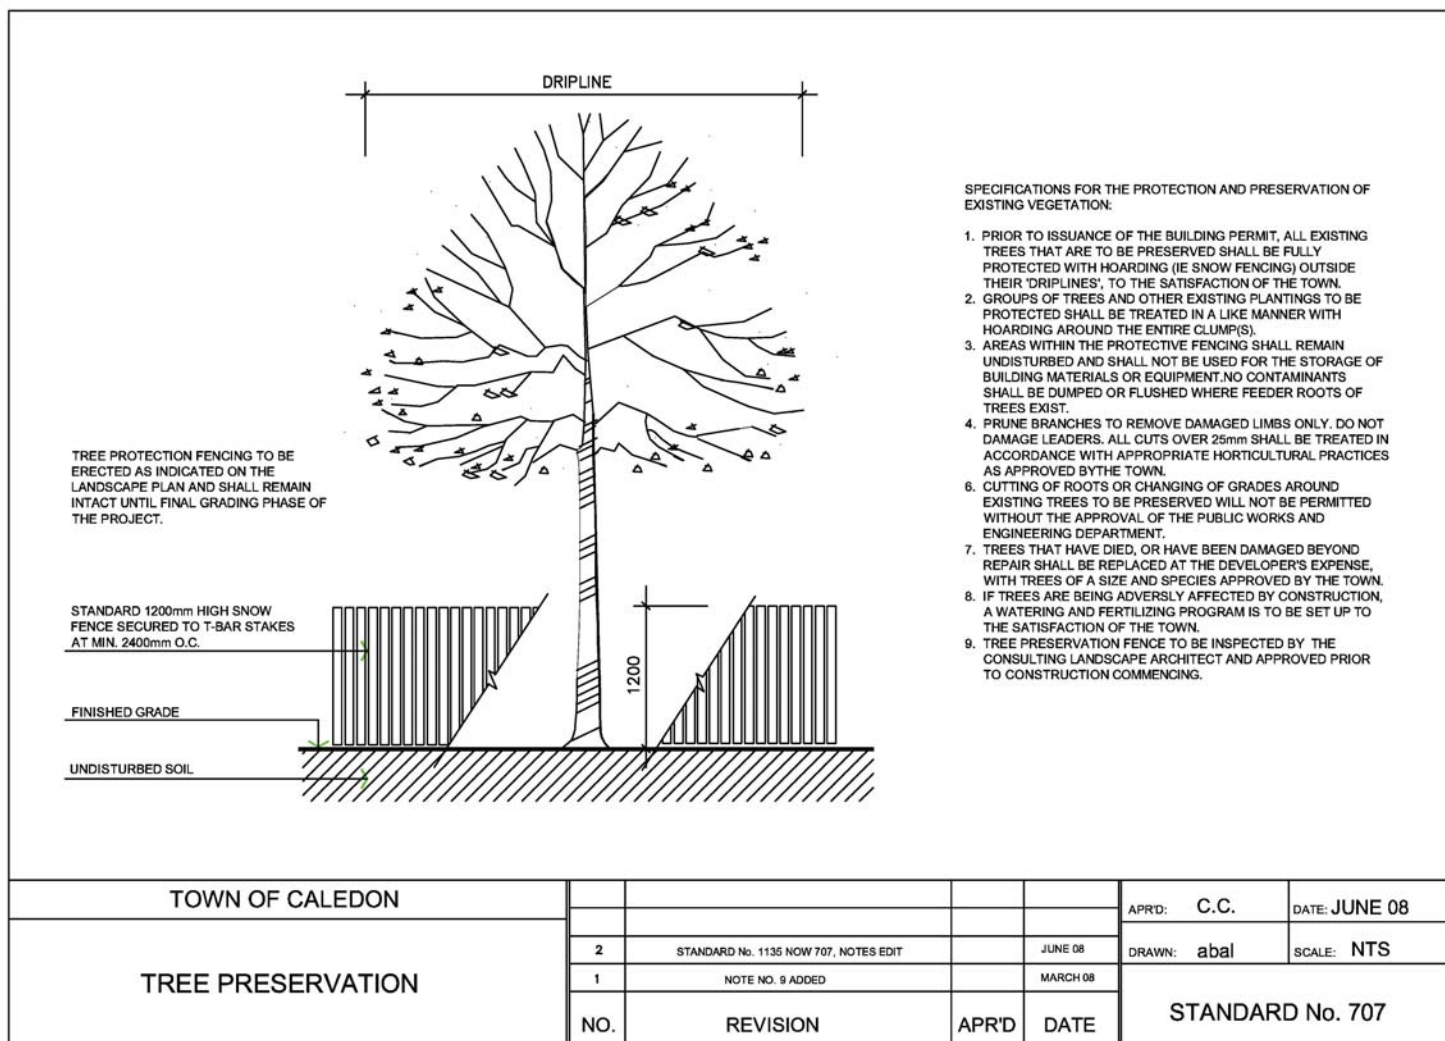 DRIPLINE
SPECIFICATIONS FOR THE PROTECTION AND PRESERVATION OF
EXISTING VEGETATION:
1. PRIOR TO ISSUANCE OF THE BUILDING PERMIT, ALL EXISTING
TREES THAT ARE TO BE PRESERVED SHALL BE FULLY
PROTECTED WITH HOARDING (IE SNOW FENCING) OUTSIDE
THEIR 'DRIPLINES', TO THE SATISFACTION OF THE TOWN.
2. GROUPS OF TREES AND OTHER EXISTING PLANTINGS TO BE
PROTECTED SHALL BE TREATED IN A LIKE MANNER WITH
HOARDING AROUND THE ENTIRE CLUMP(S).
3. AREAS WITHIN THE PROTECTIVE FENCING SHALL REMAIN
UNDISTURBED AND SHALL NOT BE USED FOR THE STORAGE OF
BUILDING MATERIALS OR EQUIPMENT.NO CONTAMINANTS
SHALL BE DUMPED OR FLUSHED WHERE FEEDER ROOTS OF
TREES EXIST.
4. PRUNE BRANCHES TO REMOVE DAMAGED LIMBS ONLY. DO NOT
DAMAGE LEADERS. ALL CUTS OVER 25mm SHALL BE TREATED IN
ACCORDANCE WITH APPROPRIATE HORTICULTURAL PRACTICES
AS APPROVED BYTHE TOWN.
6. CUTTING OF ROOTS OR CHANGING OF GRADES AROUND
EXISTING TREES TO BE PRESERVED WILL NOT BE PERMITTED
WITHOUT THE APPROVAL OF THE PUBLIC WORKS AND
ENGINEERING DEPARTMENT.
7. TREES THAT HAVE DIED, OR HAVE BEEN DAMAGED BEYOND
REPAIR SHALL BE REPLACED AT THE DEVELOPER'S EXPENSE,
WITH TREES OF A SIZE AND SPECIES APPROVED BY THE TOWN.
8. IF TREES ARE BEING ADVERSLY AFFECTED BY CONSTRUCTION,
A WATERING AND FERTILIZING PROGRAM IS TO BE SET UP TO
THE SATISFACTION OF THE TOWN.
9. TREE PRESERVATION FENCE TO BE INSPECTED BY THE
CONSULTING LANDSCAPE ARCHITECT AND APPROVED PRIOR
TO CONSTRUCTION COMMENCING.
TREE PROTECTION FENCING TO BE
ERECTED AS INDICATED ON THE
LANDSCAPE PLAN AND SHALL REMAIN
INTACT UNTIL FINAL GRADING PHASE OF
THE PROJECT.
STANDARD 1200mm HIGH SNOW
FENCE SECURED TO T-BAR STAKES
AT MIN. 2400mm O.C.
1200
FINISHED GRADE
UNDISTURBED SOIL
TOWN OF CALEDON
TREE PRESERVATION
2 STANDARD No. 1135 NOW 707, NOTES EDIT JUNE 08
1 NOTE NO. 9 ADDED MARCH 08
NO. REVISION APR'D DATE
APR'D: C.C. DATE: JUNE 08
DRAWN: abal SCALE: NTS
STANDARD No. 707